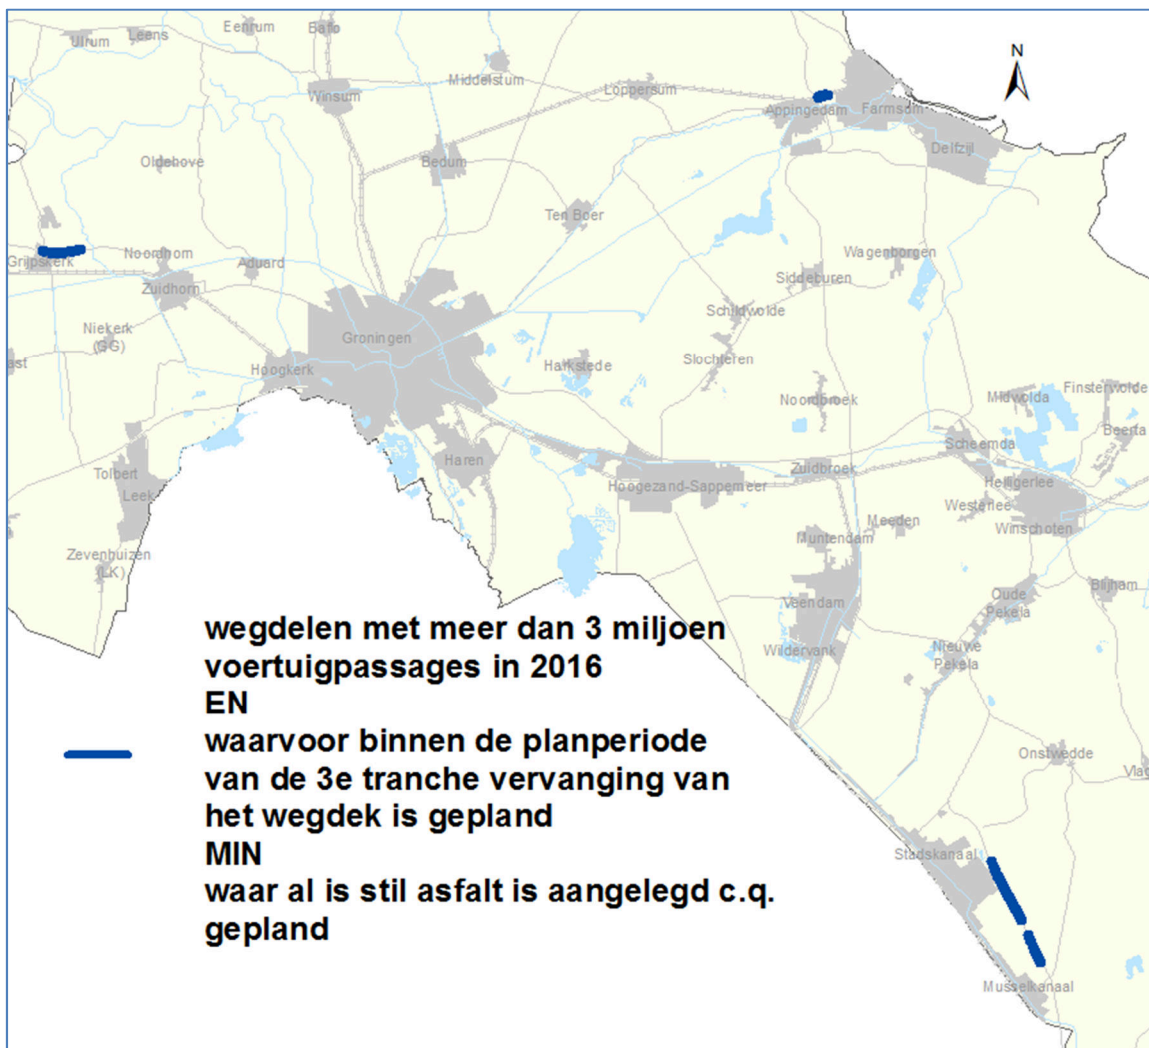 Ulrum
Leens
Eenrum
Baflo
N
Middelstum
Winsum
Loppersum
Appingedam
Farmsum
Delfzijl
Oldehove
Bedum
Ten Boer
Grijpskerk
Noordhorn
Aduard
Wagenborgen
Siddeburen
Zuidhorn
Schildwolde
Niekerk
(GG)
Groningen
ast
Hoogkerk
Harkstede
Slochteren
Noordbroek
Midwolda
Finsterwolde
Beerta
Scheemda
Tolbert
Haren
Zuidbroek
Leek
Hoogezand-Sappemeer
Heiligerlee
Westerlee
Meeden
Winschoten
Muntendam
Zevenhuizen
(LK)
Veendam
Oude
Pekela
Blijham
wegdelen met meer dan 3 miljoen
voertuigpassages in 2016
EN
waarvoor binnen de planperiode
van de 3e tranche vervanging van
het wegdek is gepland
MIN
waar al is stil asfalt is aangelegd c.q.
gepland
Wildervank
Nieuwe
Pekela
Onstwedde
Vlag
Stadskanaal
Musselkanaal